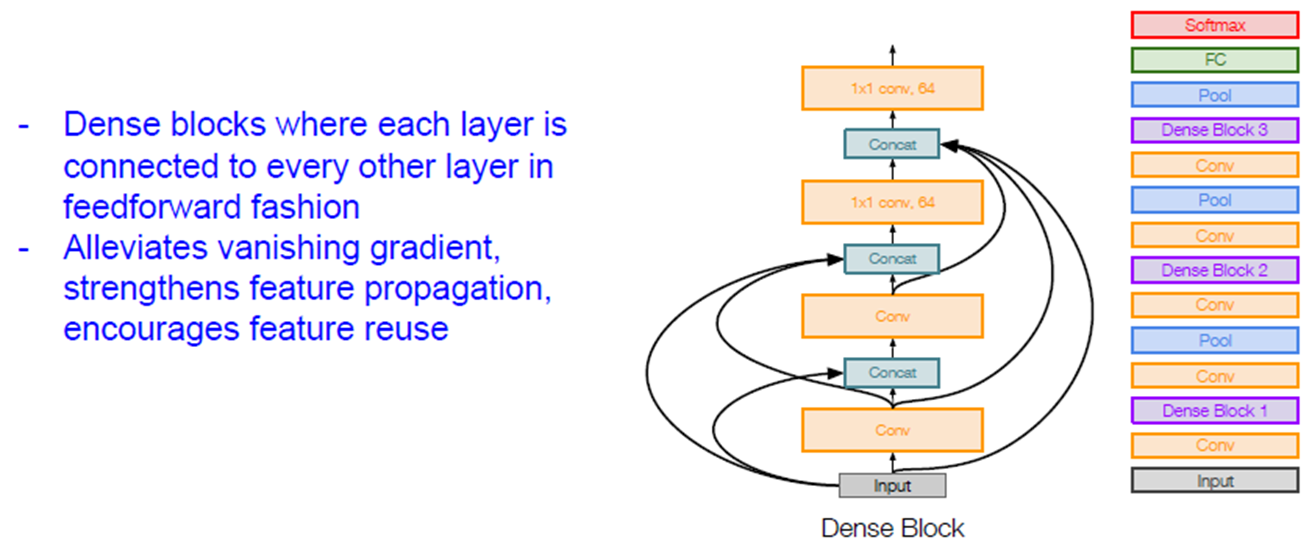 - Dense blocks where each layer is
connected to every other layer in
feedforward fashion
- Alleviates vanishing gradient,
strengthens feature propagation,
encourages feature reuse
1x1 conv, 64
Concat
1x1 conv, 64
Concat
Conv
Concat
Conv
Input
Dense Block
Softmax
FC
Pool
Dense Block 3
Conv
Pool
Conv
Dense Block 2
Conv
Pool
Conv
Dense Block 1
Conv
Input